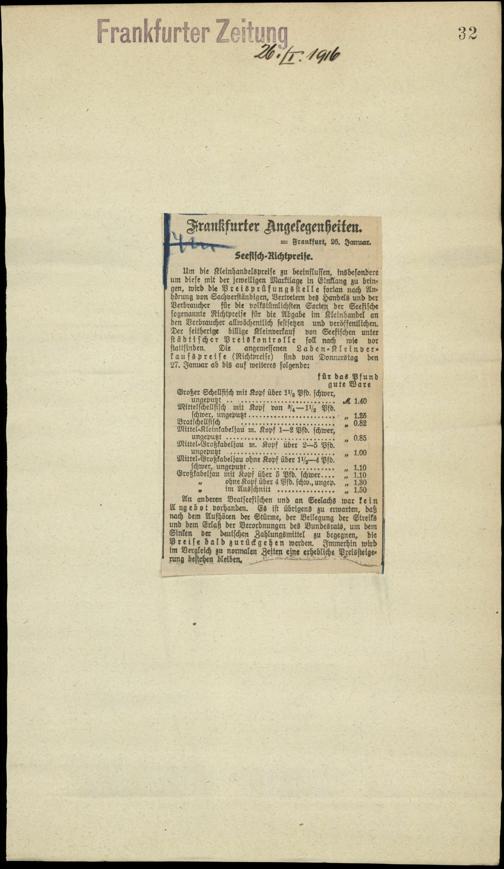 Frankfurter Zeitung
26./I. 1916
32
Frankfurter Angelegenheiten.
= Frankfurt, 26. Januar.
Seefisch-Richtpreise.
Um die Kleinhandelspreise zu beeinflussen, insbesondere
um diese mit der jeweiligen Marktlage in Einklang zu brin-
gen, wird die Preisprüfungsstelle fortan nach An-
hörung von Sachverständigen, Vertretern des Handels und der
Verbraucher für die volkstümlichsten Sorten der Seefische
sogenannte Richtpreise für die Abgabe im Kleinhandel an
den Verbraucher allwöchentlich festsetzen und veröffentlichen.
Der seitherige billige Kleinverkauf von Seefischen unter
städtischer Preiskontrolle soll nach wie vor
stattfinden. Die angemessenen Laden-Kleinver-
kaufspreise (Richtpreise) sind von Donnerstag den
27. Januar ab bis auf weiteres folgende:
für das Pfund
gute Ware
Großer Schellfisch mit Kopf über 1½ Pfd. schwer,
ungeputzt .. ℳ 1.40
Mittelschellfisch mit Kopf von ¾—1½ Pfd.
schwer, ungeputzt .. „ 1.25
Bratschellfisch .. „ 0.82
Mittel-Kleinkabeljau m. Kopf 1—2 Pfd. schwer,
ungeputzt .. „ 0.85
Mittel-Großkabeljau m. Kopf über 2—5 Pfd.
ungeputzt .. „ 1.00
Mittel-Großkabeljau ohne Kopf über 1½—4 Pfd.
schwer, ungeputzt .. „ 1.10
Großkabeljau mit Kopf über 5 Pfd. schwer .. „ 1.10
„ ohne Kopf über 4 Pfd. schw., ungep. „ 1.30
„ im Ausschnitt .. „ 1.50
An anderen Bratseefischen und an Seelachs war kein
Angebot vorhanden. Es ist übrigens zu erwarten, daß
nach dem Aufhören der Stürme, der Beilegung der Streiks
und dem Erlaß der Verordnungen des Bundesrats, um dem
Sinken der deutschen Zahlungsmittel zu begegnen, die
Preise bald zurückgehen werden. Immerhin wird
im Vergleich zu normalen Zeiten eine erhebliche Preissteige-
rung bestehen bleiben.